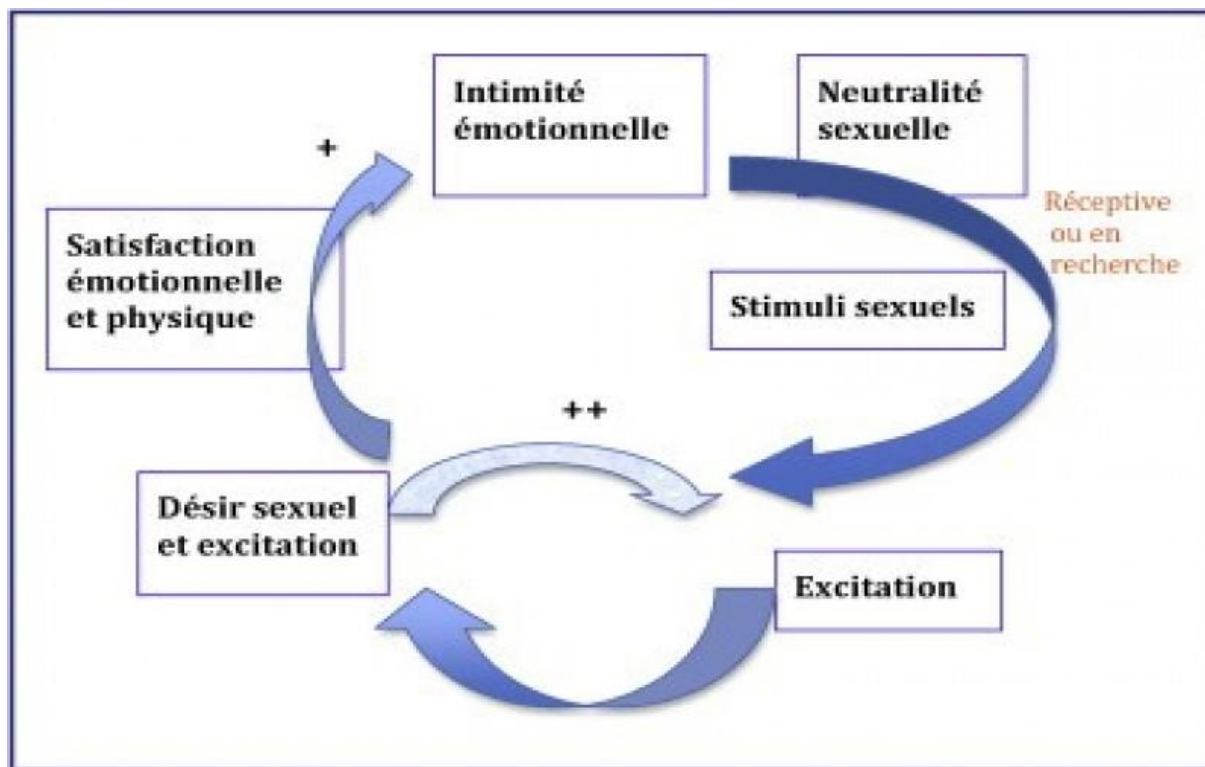 Intimité
émotionnelle
Neutralité
sexuelle
+
Réceptive
ou en
recherche
Satisfaction
émotionnelle
et physique
Stimuli sexuels
++
Désir sexuel
et excitation
Excitation